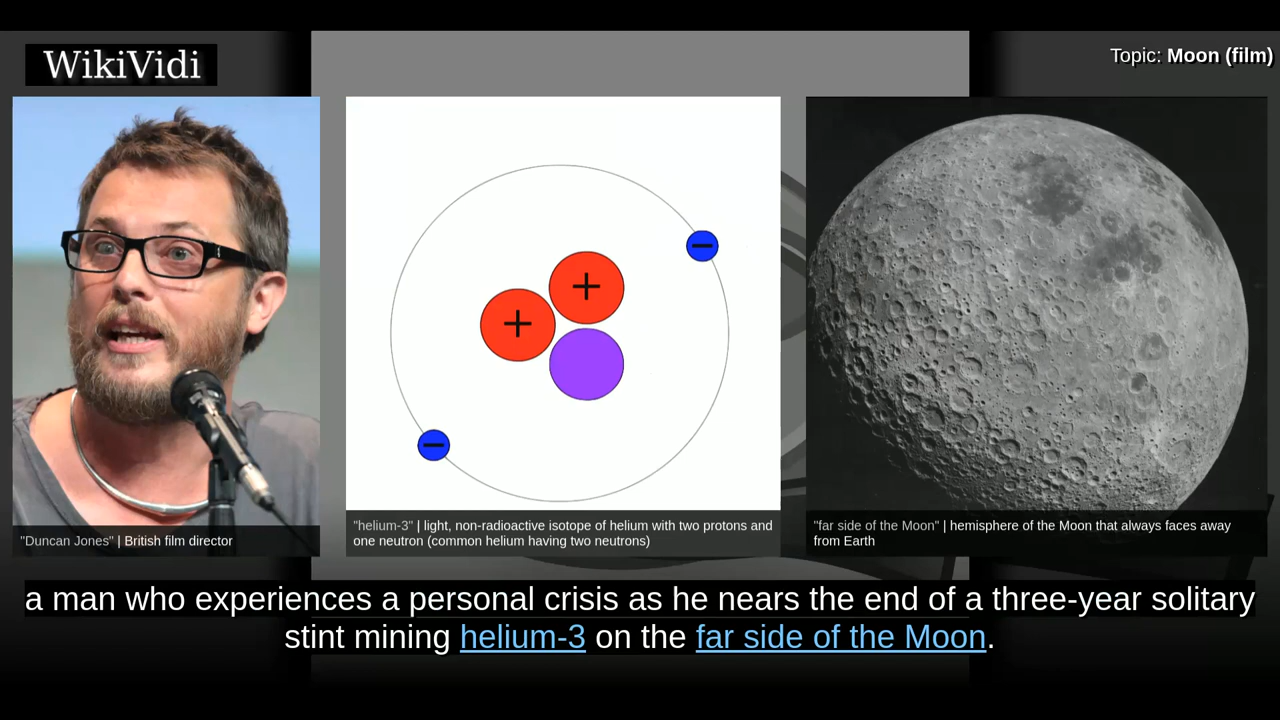 WikiVidi
Topic: Moon (film)
+
+
−
−
"Duncan Jones" | British film director
"helium-3" | light, non-radioactive isotope of helium with two protons and
one neutron (common helium having two neutrons)
"far side of the Moon" | hemisphere of the Moon that always faces away
from Earth
a man who experiences a personal crisis as he nears the end of a three-year solitary
stint mining helium-3 on the far side of the Moon.